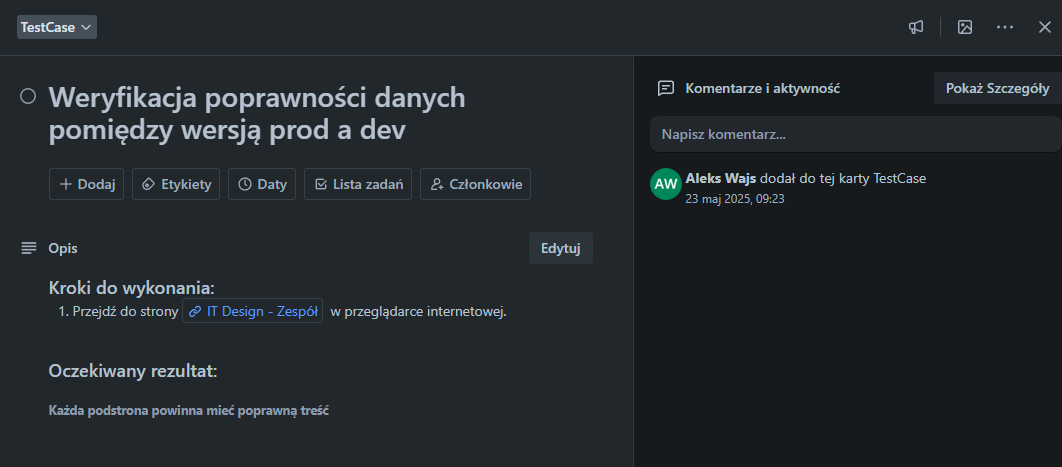 TestCase
Weryfikacja poprawności danych
pomiędzy wersją prod a dev
Dodaj
Etykiety
Daty
Lista zadań
Członkowie
Opis
Edytuj
Kroki do wykonania:
1. Przejdź do strony IT Design - Zespół w przeglądarce internetowej.
Oczekiwany rezultat:
Każda podstrona powinna mieć poprawną treść
Komentarze i aktywność
Pokaż Szczegóły
Napisz komentarz...
AW
Aleks Wajs dodał do tej karty TestCase
23 maj 2025, 09:23